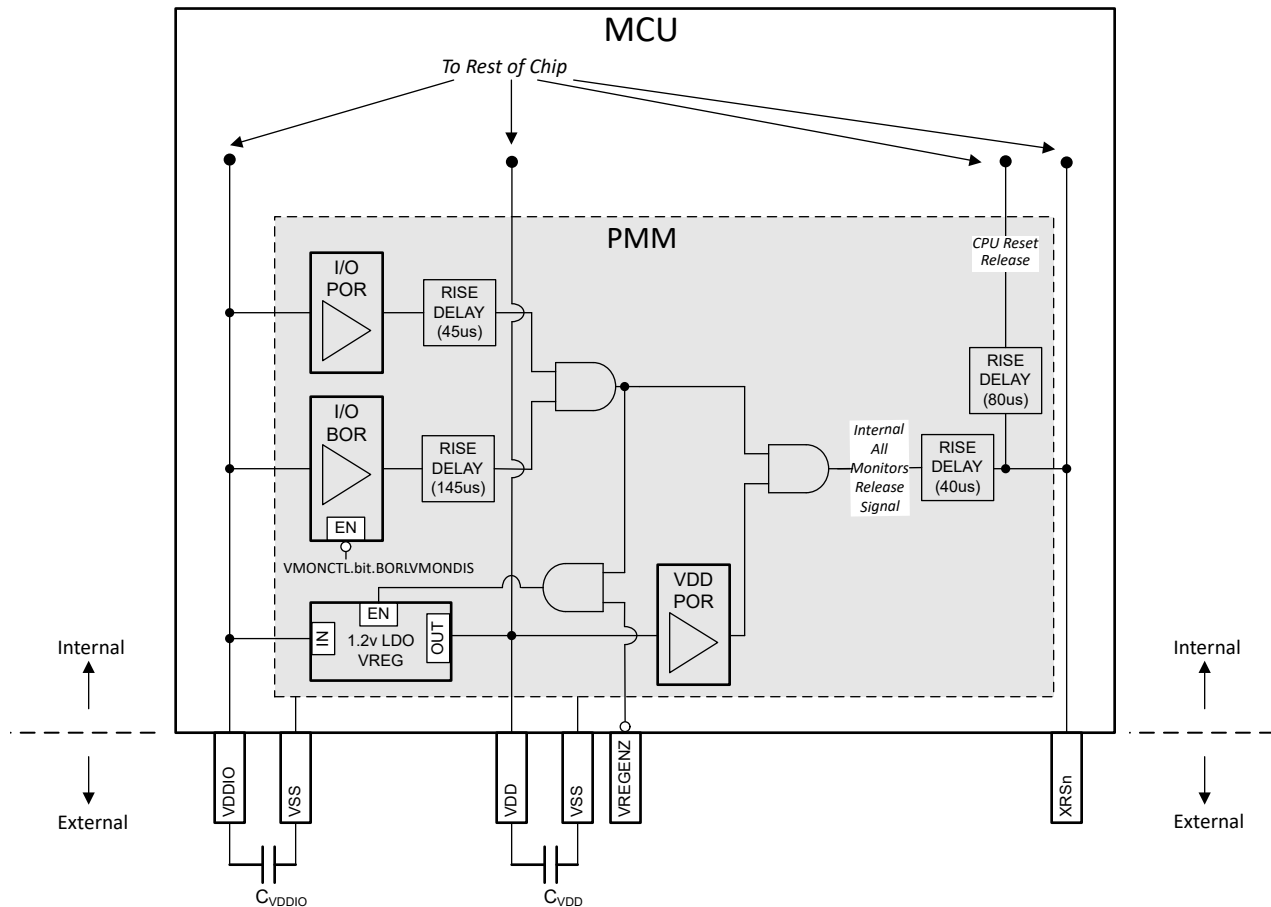 MCU
To Rest of Chip
PMM
I/O
POR
RISE
DELAY
(45us)
CPU Reset
Release
RISE
DELAY
(80us)
I/O
BOR
EN
RISE
DELAY
(145us)
Internal
All
Monitors
Release
Signal
RISE
DELAY
(40us)
VMONCTL.bit.BORLVMONDIS
EN
IN
1.2v LDO
VREG
OUT
VDD
POR
Internal
External
Internal
External
VDDIO
VSS
VDD
VSS
VREGENZ
XRSn
CVDDIO
CVDD